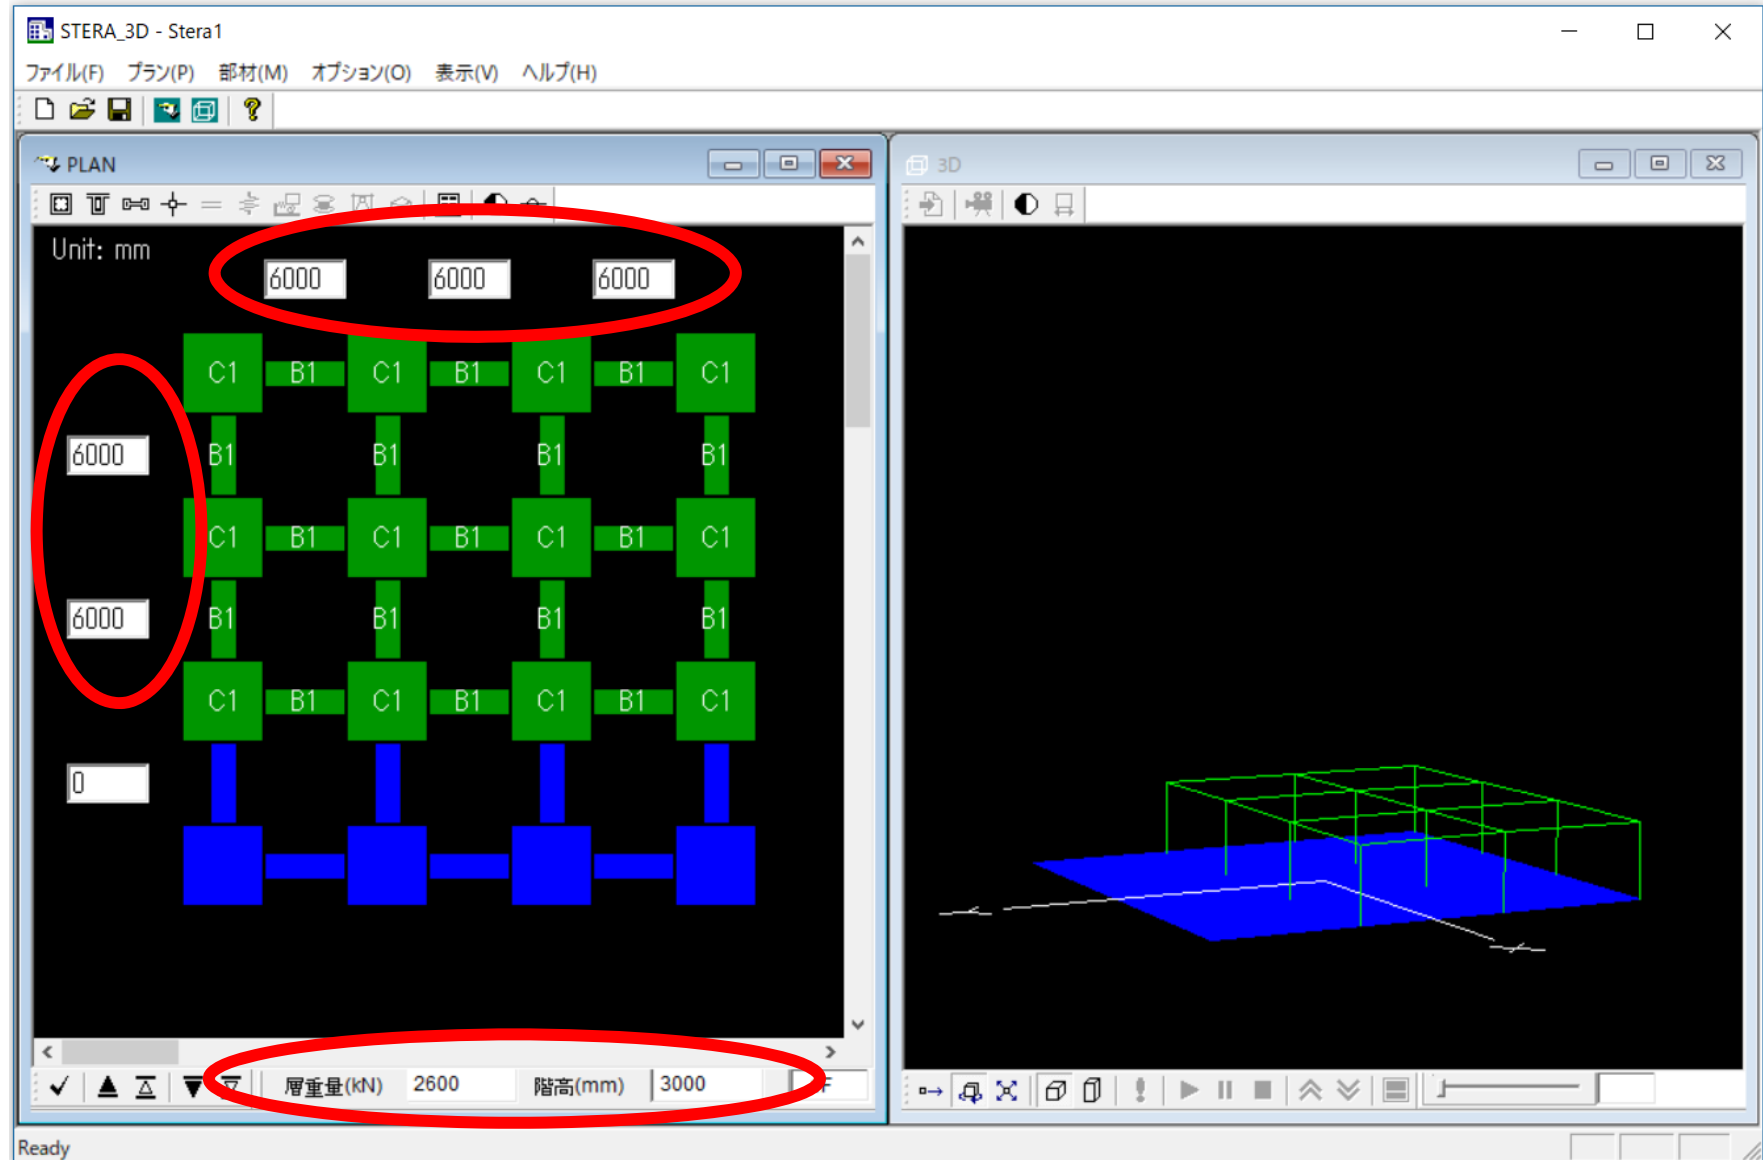 STERA_3D - Stera1
ファイル(F) プラン(P) 部材(M) オプション(O) 表示(V) ヘルプ(H)
PLAN
3D
Unit: mm
6000 6000 6000
C1 B1 C1 B1 C1 B1 C1
6000 B1 B1 B1 B1
C1 B1 C1 B1 C1 B1 C1
6000 B1 B1 B1 B1
C1 B1 C1 B1 C1 B1 C1
0
層重量(kN) 2600 階高(mm) 3000 F
Ready